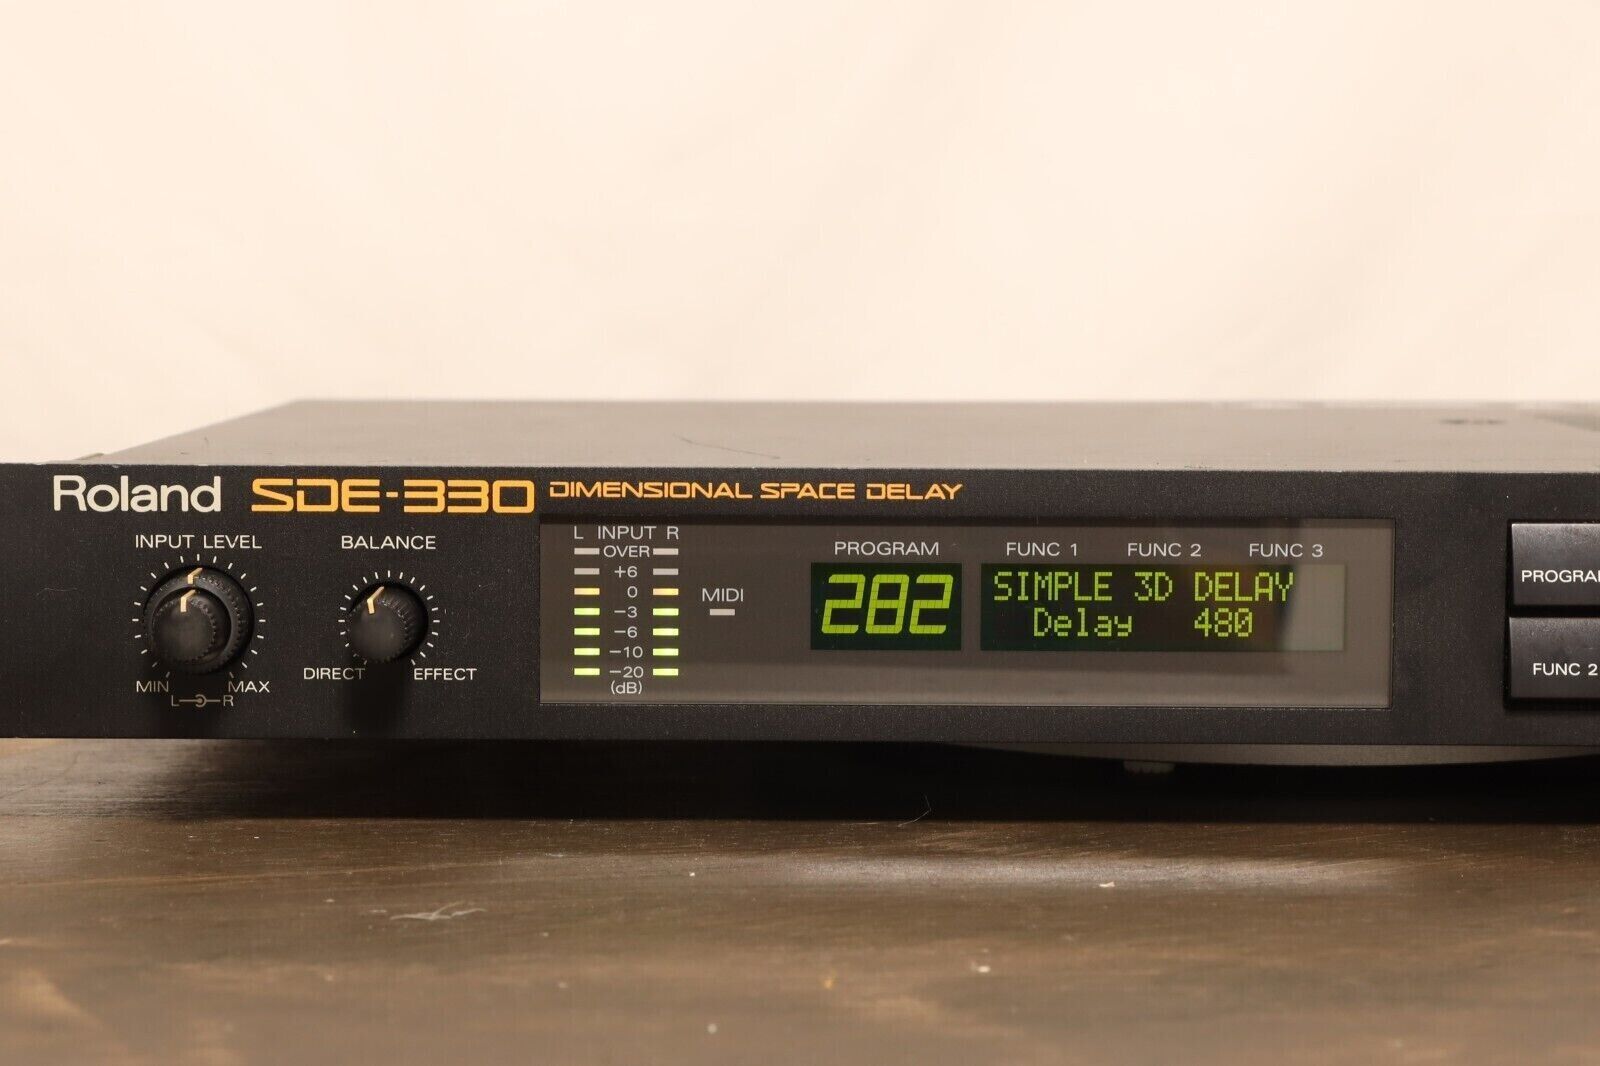 Roland SDE-330 DIMENSIONAL SPACE DELAY
INPUT LEVEL
MIN MAX
L R
BALANCE
DIRECT EFFECT
L INPUT R
OVER
+6
0
−3
−6
−10
−20
(dB)
MIDI
PROGRAM
282
FUNC 1 FUNC 2 FUNC 3
SIMPLE 3D DELAY
Delay 480
PROGRA
FUNC 2